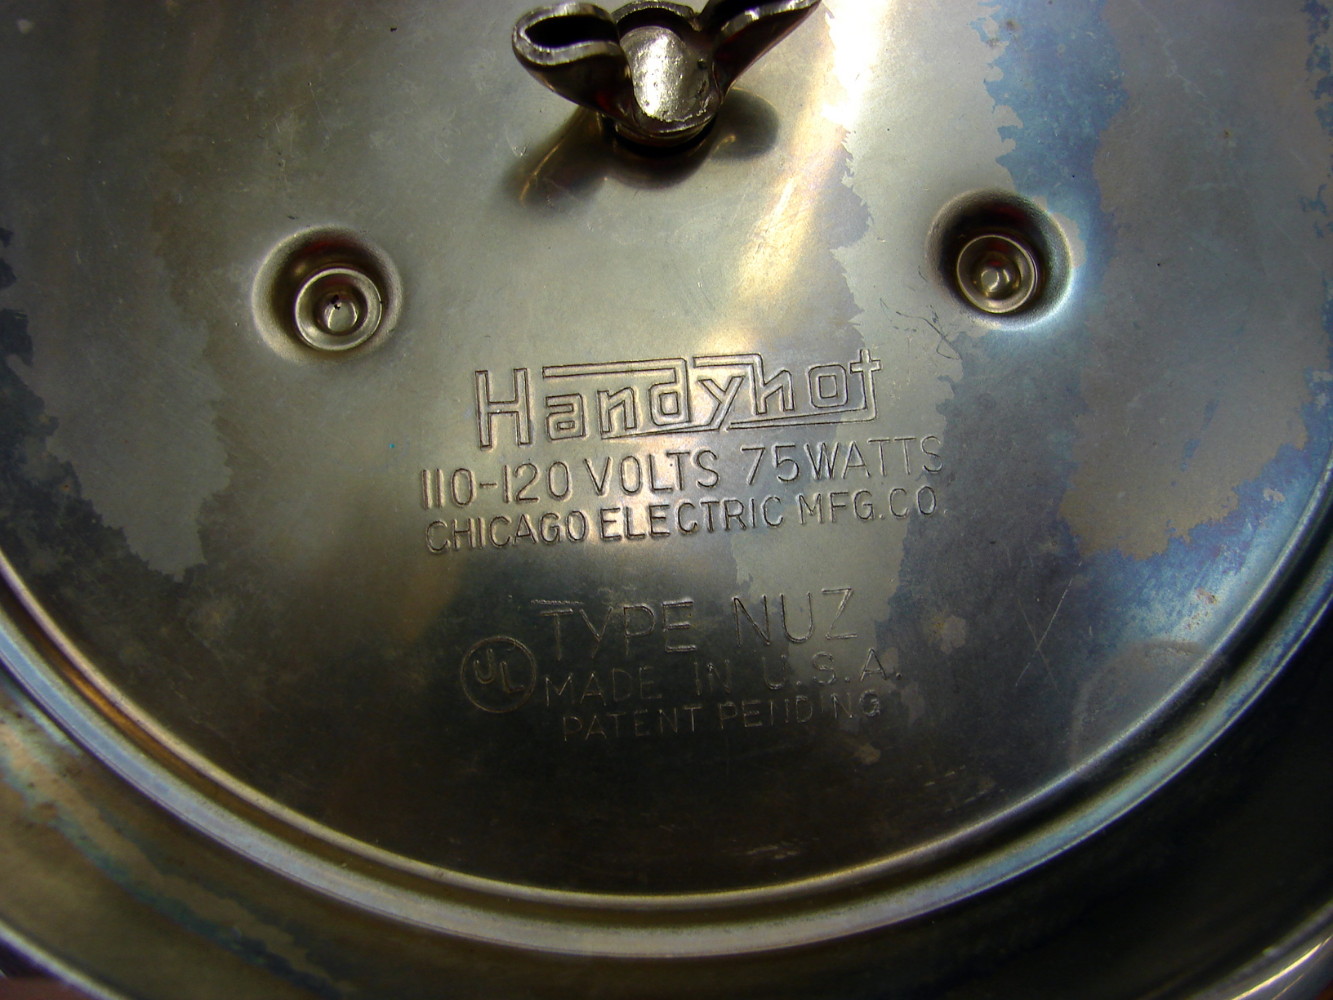 Handyhot
110-120 VOLTS 75 WATTS
CHICAGO ELECTRIC MFG. CO.
TYPE NUZ
UL MADE IN U.S.A.
PATENT PENDING